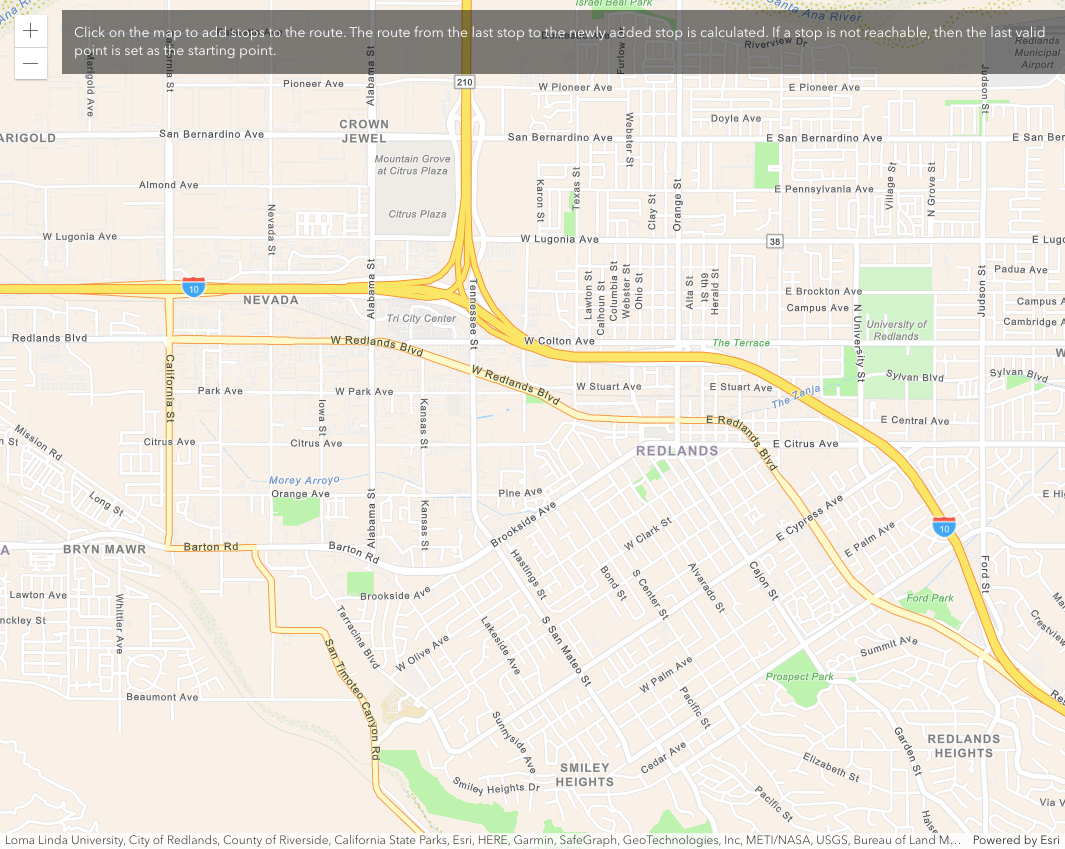 Israel Beal Park
Santa Ana River
Click on the map to add stops to the route. The route from the last stop to the newly added stop is calculated. If a stop is not reachable, then the last valid
point is set as the starting point.
Furlow
Riverview Dr
Redlands
Municipal
Airport
Marigold Ave
California St
Alabama St
210
Pioneer Ave
W Pioneer Ave
E Pioneer Ave
Judson St
Doyle Ave
CROWN
JEWEL
ARIGOLD
San Bernardino Ave
San Bernardino Ave
Webster St
E San Bernardino Ave
E San Ber
Mountain Grove
at Citrus Plaza
Almond Ave
Karon St
Texas St
Clay St
Orange St
E Pennsylvania Ave
Village St
N Grove St
Citrus Plaza
Nevada St
W Lugonia Ave
W Lugonia Ave
38
E Lugo
10
NEVADA
Alabama St
Tennessee St
Lawton St
Calhoun St
Columbia St
Webster St
Ohio St
Alta St
6th St
Herald St
E Brockton Ave
Campus Ave
Padua Ave
Judson St
Campus A
Cambridge A
Tri City Center
N University St
University of
Redlands
Redlands Blvd
W Redlands Blvd
W Colton Ave
The Terrace
W
W Redlands Blvd
California St
Park Ave
W Park Ave
W Stuart Ave
E Stuart Ave
The Zanja
Sylvan Blvd
Sylvan Blvd
Iowa St
Kansas St
Mission Rd
n St
Citrus Ave
Citrus Ave
E Redlands Blvd
E Central Ave
E Citrus Ave
REDLANDS
Morey Arroyo
Orange Ave
Long St
Alabama St
Kansas St
Pine Ave
Brookside Ave
E Cypress Ave
E Hi
W Clark St
10
E Palm Ave
A
BRYN MAWR
Barton Rd
Barton Rd
Hastings St
Bond St
S Center St
Alvarado St
Cajon St
Ford St
Lawton Ave
Whittier Ave
nckley St
Brookside Ave
Ford Park
Mar
Crestview
Terracina Blvd
Lakeside Ave
S San Mateo St
W Olive Ave
Summit Ave
San Timoteo Canyon Rd
W Palm Ave
Prospect Park
Beaumont Ave
Pacific St
Red
Sunnyside Ave
Garden St
REDLANDS
HEIGHTS
Cedar Ave
Elizabeth St
SMILEY
HEIGHTS
Smiley Heights Dr
Pacific St
Via V
Loma Linda University, City of Redlands, County of Riverside, California State Parks, Esri, HERE, Garmin, SafeGraph, GeoTechnologies, Inc, METI/NASA, USGS, Bureau of Land M... Powered by Esri